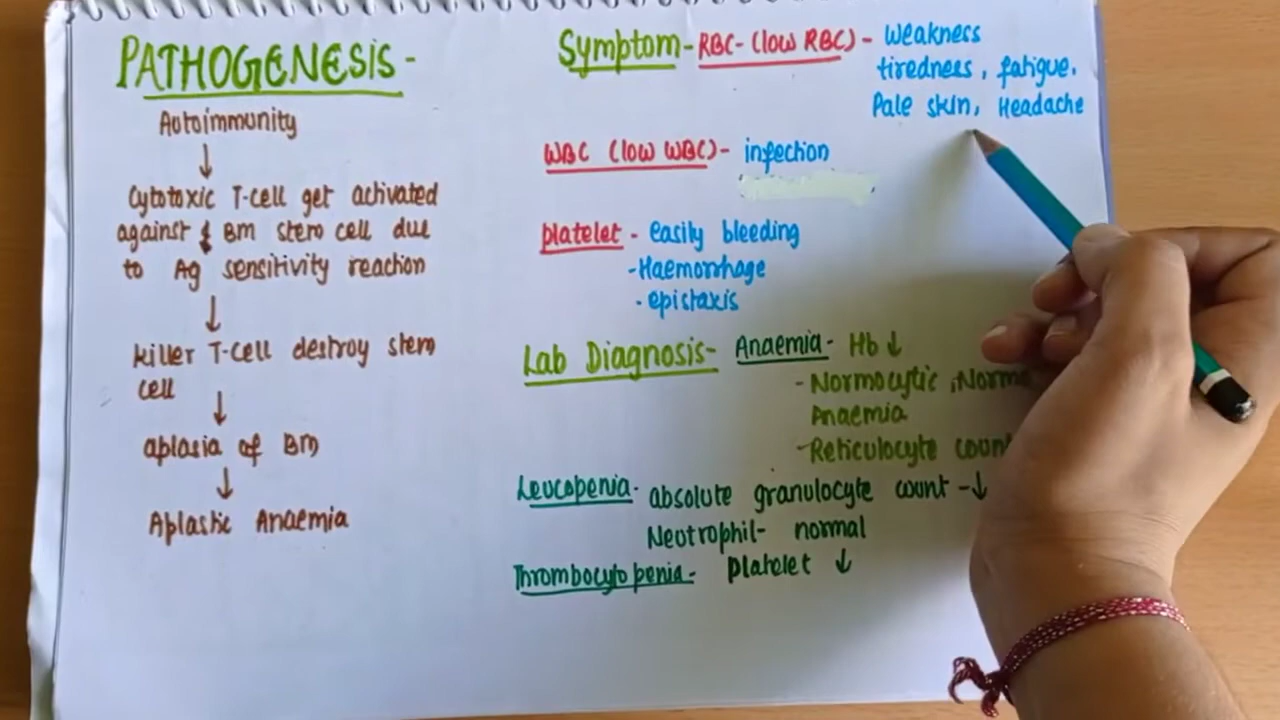 PATHOGENESIS -
Autoimmunity
↓
Cytotoxic T-cell get activated
against BM stem cell due
to Ag sensitivity reaction
↓
killer T-cell destroy stem
cell
↓
aplasia of BM
↓
Aplastic Anaemia
Symptom - RBC - (low RBC) - weakness
tiredness, fatigue.
Pale skin, Headache
WBC (low WBC) - infection
platelet - easily bleeding
- Haemorrhage
- epistaxis
Lab Diagnosis - Anaemia - Hb ↓
- Normocytic, Norm
Anaemia
- Reticulocyte coun
Leucopenia - absolute granulocyte count - ↓
Neutrophil - normal
Thrombocytopenia - Platelet ↓